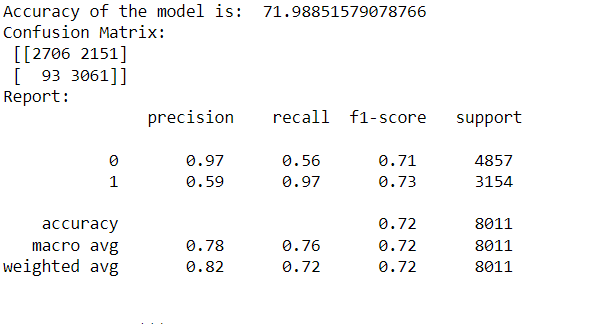 Accuracy of the model is:  71.98851579078766
Confusion Matrix:
 [[2706 2151]
 [  93 3061]]
Report:
              precision    recall  f1-score   support
           0       0.97      0.56      0.71      4857
           1       0.59      0.97      0.73      3154
    accuracy                           0.72      8011
   macro avg       0.78      0.76      0.72      8011
weighted avg       0.82      0.72      0.72      8011